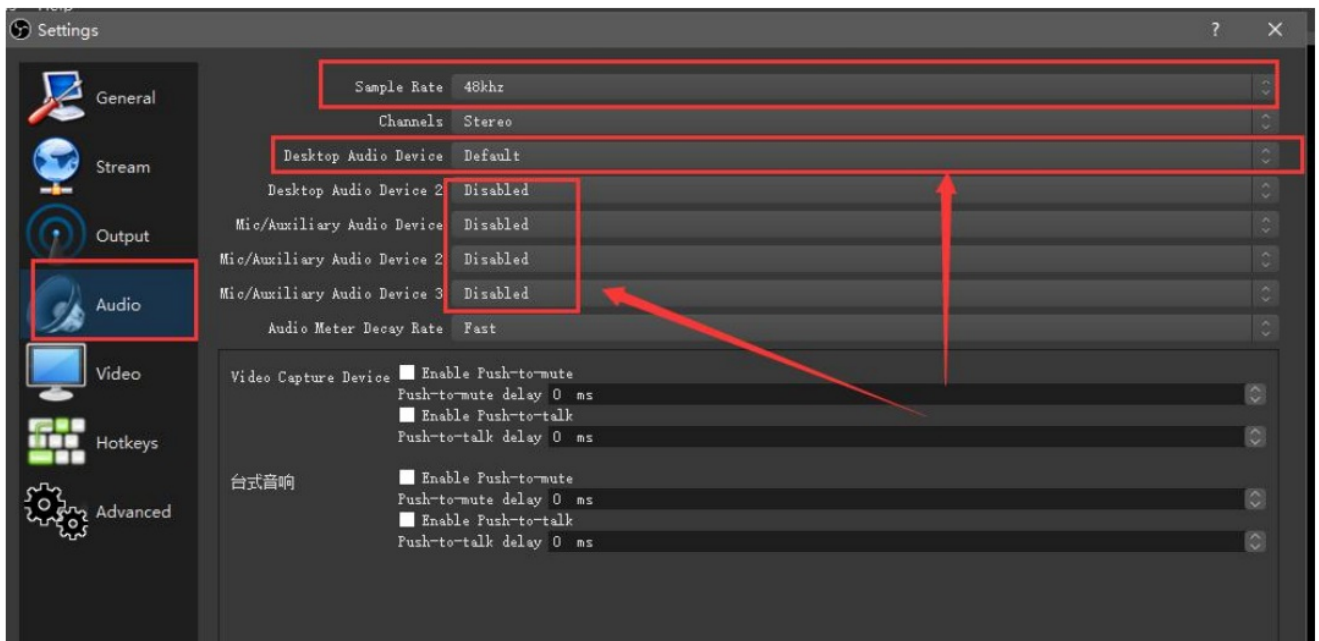 Settings
?
General
Stream
Output
Audio
Video
Hotkeys
Advanced
Sample Rate 48khz
Channels Stereo
Desktop Audio Device Default
Desktop Audio Device 2 Disabled
Mic/Auxiliary Audio Device Disabled
Mic/Auxiliary Audio Device 2 Disabled
Mic/Auxiliary Audio Device 3 Disabled
Audio Meter Decay Rate Fast
Video Capture Device Enable Push-to-mute
Push-to-mute delay 0 ms
Enable Push-to-talk
Push-to-talk delay 0 ms
台式音响 Enable Push-to-mute
Push-to-mute delay 0 ms
Enable Push-to-talk
Push-to-talk delay 0 ms